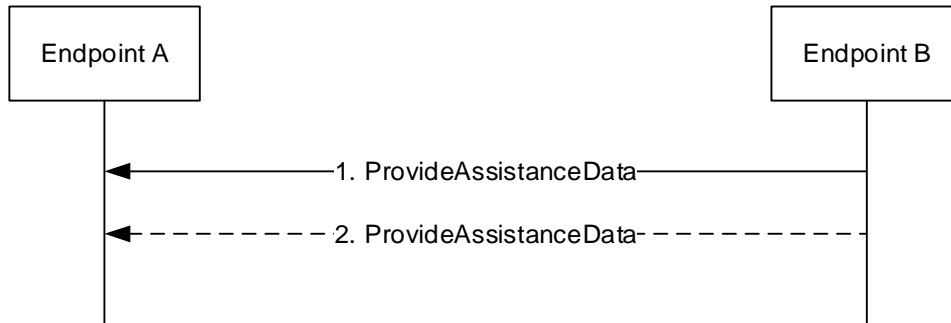 Endpoint A
Endpoint B
1. ProvideAssistanceData
2. ProvideAssistanceData